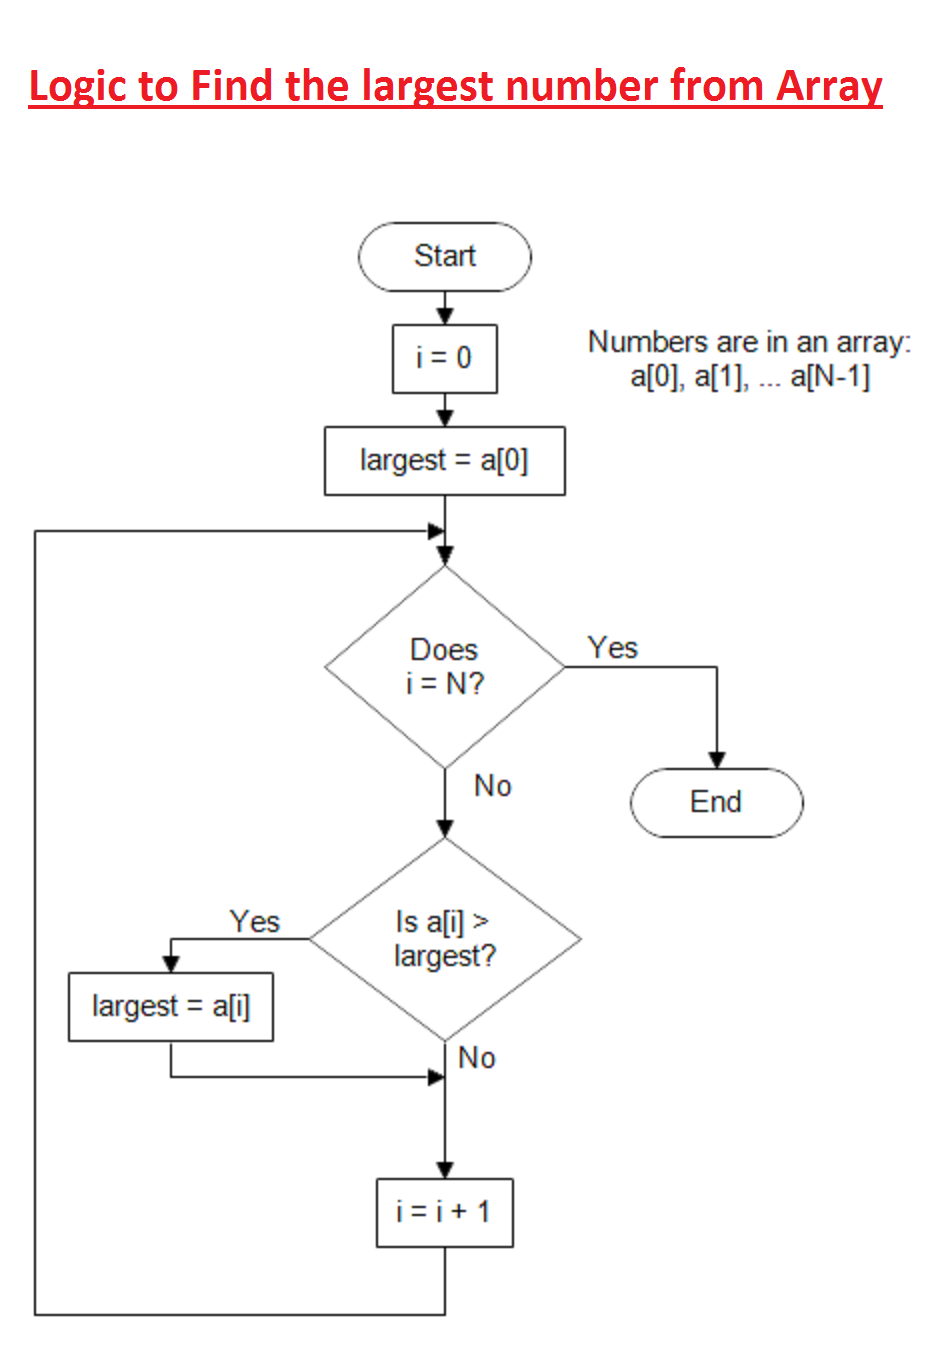 Logic to Find the largest number from Array
Start
i = 0
Numbers are in an array:
a[0], a[1], ... a[N-1]
largest = a[0]
Does
i = N?
Yes
No
End
Is a[i] >
largest?
Yes
largest = a[i]
No
i = i + 1